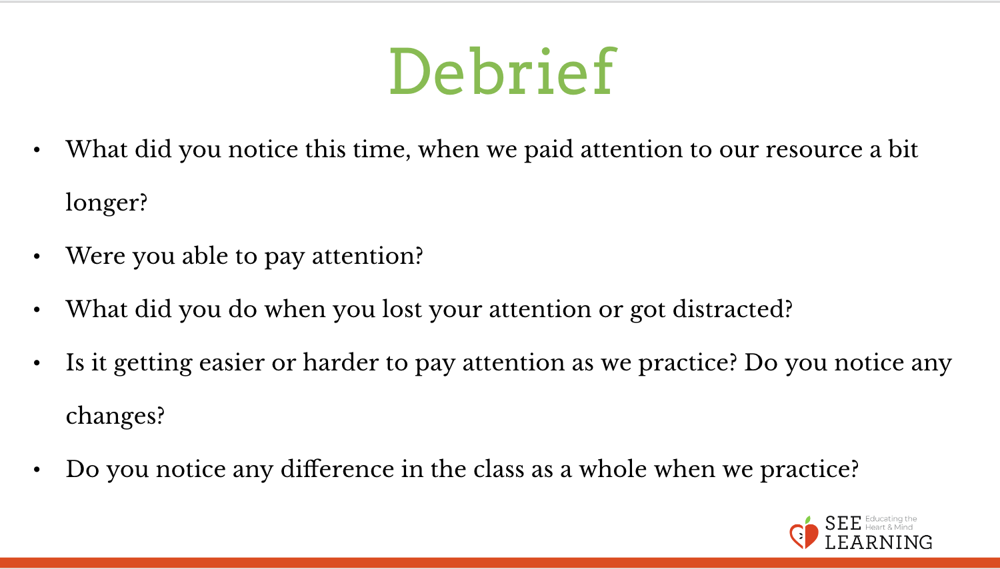 Debrief
• What did you notice this time, when we paid attention to our resource a bit
longer?
• Were you able to pay attention?
• What did you do when you lost your attention or got distracted?
• Is it getting easier or harder to pay attention as we practice? Do you notice any
changes?
• Do you notice any difference in the class as a whole when we practice?
SEE Educating the
Heart & Mind
LEARNING